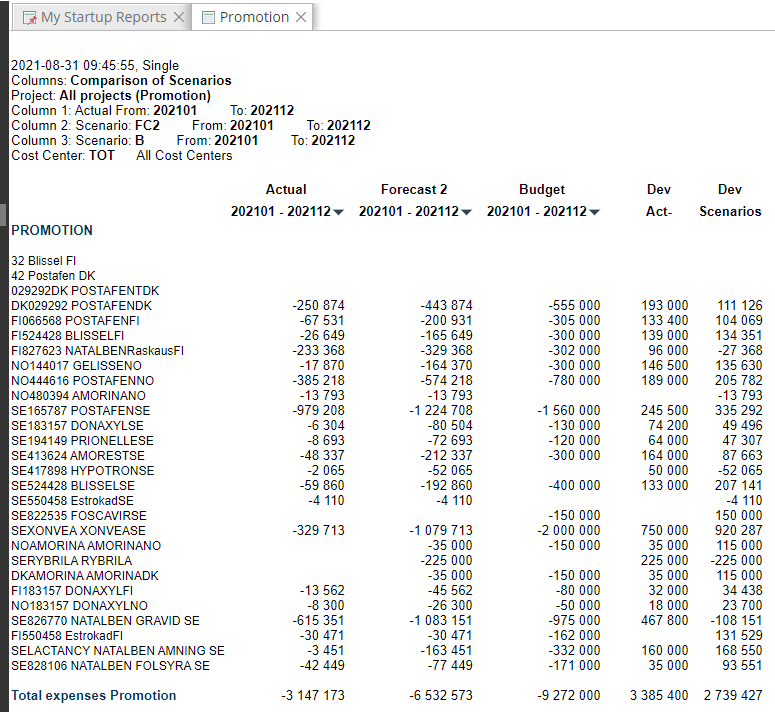 My Startup Reports Promotion
2021-08-31 09:45:55, Single
Columns: Comparison of Scenarios
Project: All projects (Promotion)
Column 1: Actual From: 202101 To: 202112
Column 2: Scenario: FC2 From: 202101 To: 202112
Column 3: Scenario: B From: 202101 To: 202112
Cost Center: TOT All Cost Centers
Actual Forecast 2 Budget Dev Dev
202101 - 202112 202101 - 202112 202101 - 202112 Act- Scenarios
PROMOTION
32 Blissel FI
42 Postafen DK
029292DK POSTAFENTDK
DK029292 POSTAFENDK -250 874 -443 874 -555 000 193 000 111 126
FI066568 POSTAFENFI -67 531 -200 931 -305 000 133 400 104 069
FI524428 BLISSELFI -26 649 -165 649 -300 000 139 000 134 351
FI827623 NATALBENRaskausFI -233 368 -329 368 -302 000 96 000 -27 368
NO144017 GELISSENO -17 870 -164 370 -300 000 146 500 135 630
NO444616 POSTAFENNO -385 218 -574 218 -780 000 189 000 205 782
NO480394 AMORINANO -13 793 -13 793 -13 793
SE165787 POSTAFENSE -979 208 -1 224 708 -1 560 000 245 500 335 292
SE183157 DONAXYLSE -6 304 -80 504 -130 000 74 200 49 496
SE194149 PRIONELLESE -8 693 -72 693 -120 000 64 000 47 307
SE413624 AMORESTSE -48 337 -212 337 -300 000 164 000 87 663
SE417898 HYPOTRONSE -2 065 -52 065 50 000 -52 065
SE524428 BLISSELSE -59 860 -192 860 -400 000 133 000 207 141
SE550458 EstrokadSE -4 110 -4 110 -4 110
SE822535 FOSCAVIRSE -150 000 150 000
SEXONVEA XONVEASE -329 713 -1 079 713 -2 000 000 750 000 920 287
NOAMORINA AMORINANO -35 000 -150 000 35 000 115 000
SERYBRILA RYBRILA -225 000 225 000 -225 000
DKAMORINA AMORINADK -35 000 -150 000 35 000 115 000
FI183157 DONAXYLFI -13 562 -45 562 -80 000 32 000 34 438
NO183157 DONAXYLNO -8 300 -26 300 -50 000 18 000 23 700
SE826770 NATALBEN GRAVID SE -615 351 -1 083 151 -975 000 467 800 -108 151
FI550458 EstrokadFI -30 471 -30 471 -162 000 131 529
SELACTANCY NATALBEN AMNING SE -3 451 -163 451 -332 000 160 000 168 550
SE828106 NATALBEN FOLSYRA SE -42 449 -77 449 -171 000 35 000 93 551
Total expenses Promotion -3 147 173 -6 532 573 -9 272 000 3 385 400 2 739 427